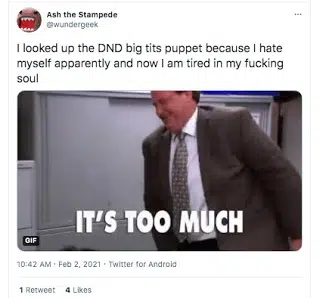 Ash the Stampede
@wundergeek
I looked up the DND big tits puppet because I hate
myself apparently and now I am tired in my fucking
soul
IT'S TOO MUCH
GIF
10:42 AM · Feb 2, 2021 · Twitter for Android
1 Retweet 4 Likes